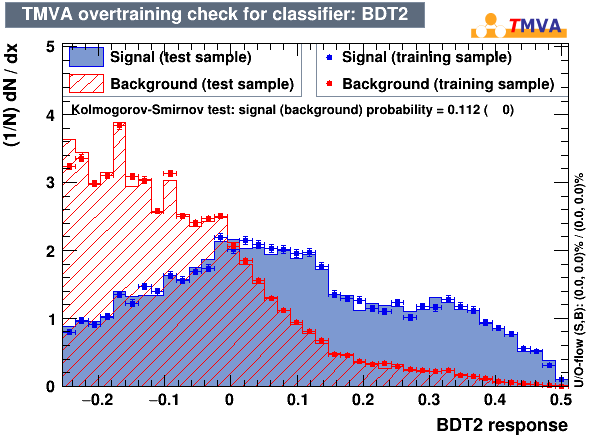 TMVA overtraining check for classifier: BDT2
TMVA
Signal (test sample)
Background (test sample)
Signal (training sample)
Background (training sample)
Kolmogorov-Smirnov test: signal (background) probability = 0.112 ( 0)
(1/N) dN / dx
5
4
3
2
1
0
−0.2 −0.1 0 0.1 0.2 0.3 0.4 0.5
BDT2 response
U/O-flow (S,B): (0.0, 0.0)% / (0.0, 0.0)%